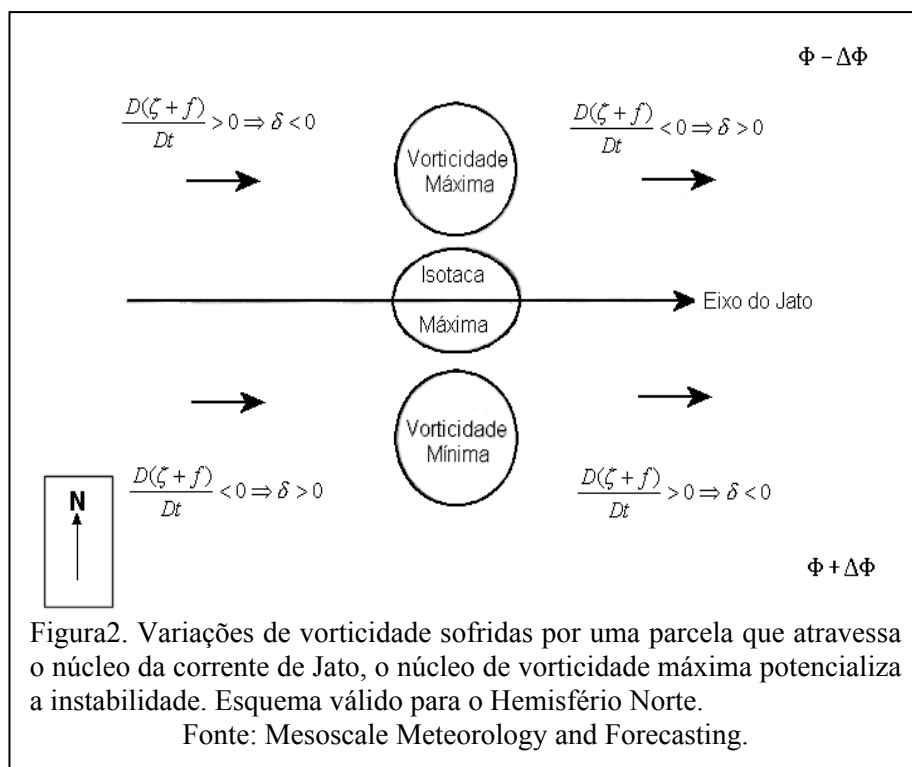 Φ − ΔΦ
D(ζ + f)/Dt > 0 ⇒ δ < 0
D(ζ + f)/Dt < 0 ⇒ δ > 0
Vorticidade
Máxima
Isotaca
Máxima
Eixo do Jato
Vorticidade
Mínima
D(ζ + f)/Dt < 0 ⇒ δ > 0
D(ζ + f)/Dt > 0 ⇒ δ < 0
N
Φ + ΔΦ
Figura2. Variações de vorticidade sofridas por uma parcela que atravessa
o núcleo da corrente de Jato, o núcleo de vorticidade máxima potencializa
a instabilidade. Esquema válido para o Hemisfério Norte.
Fonte: Mesoscale Meteorology and Forecasting.